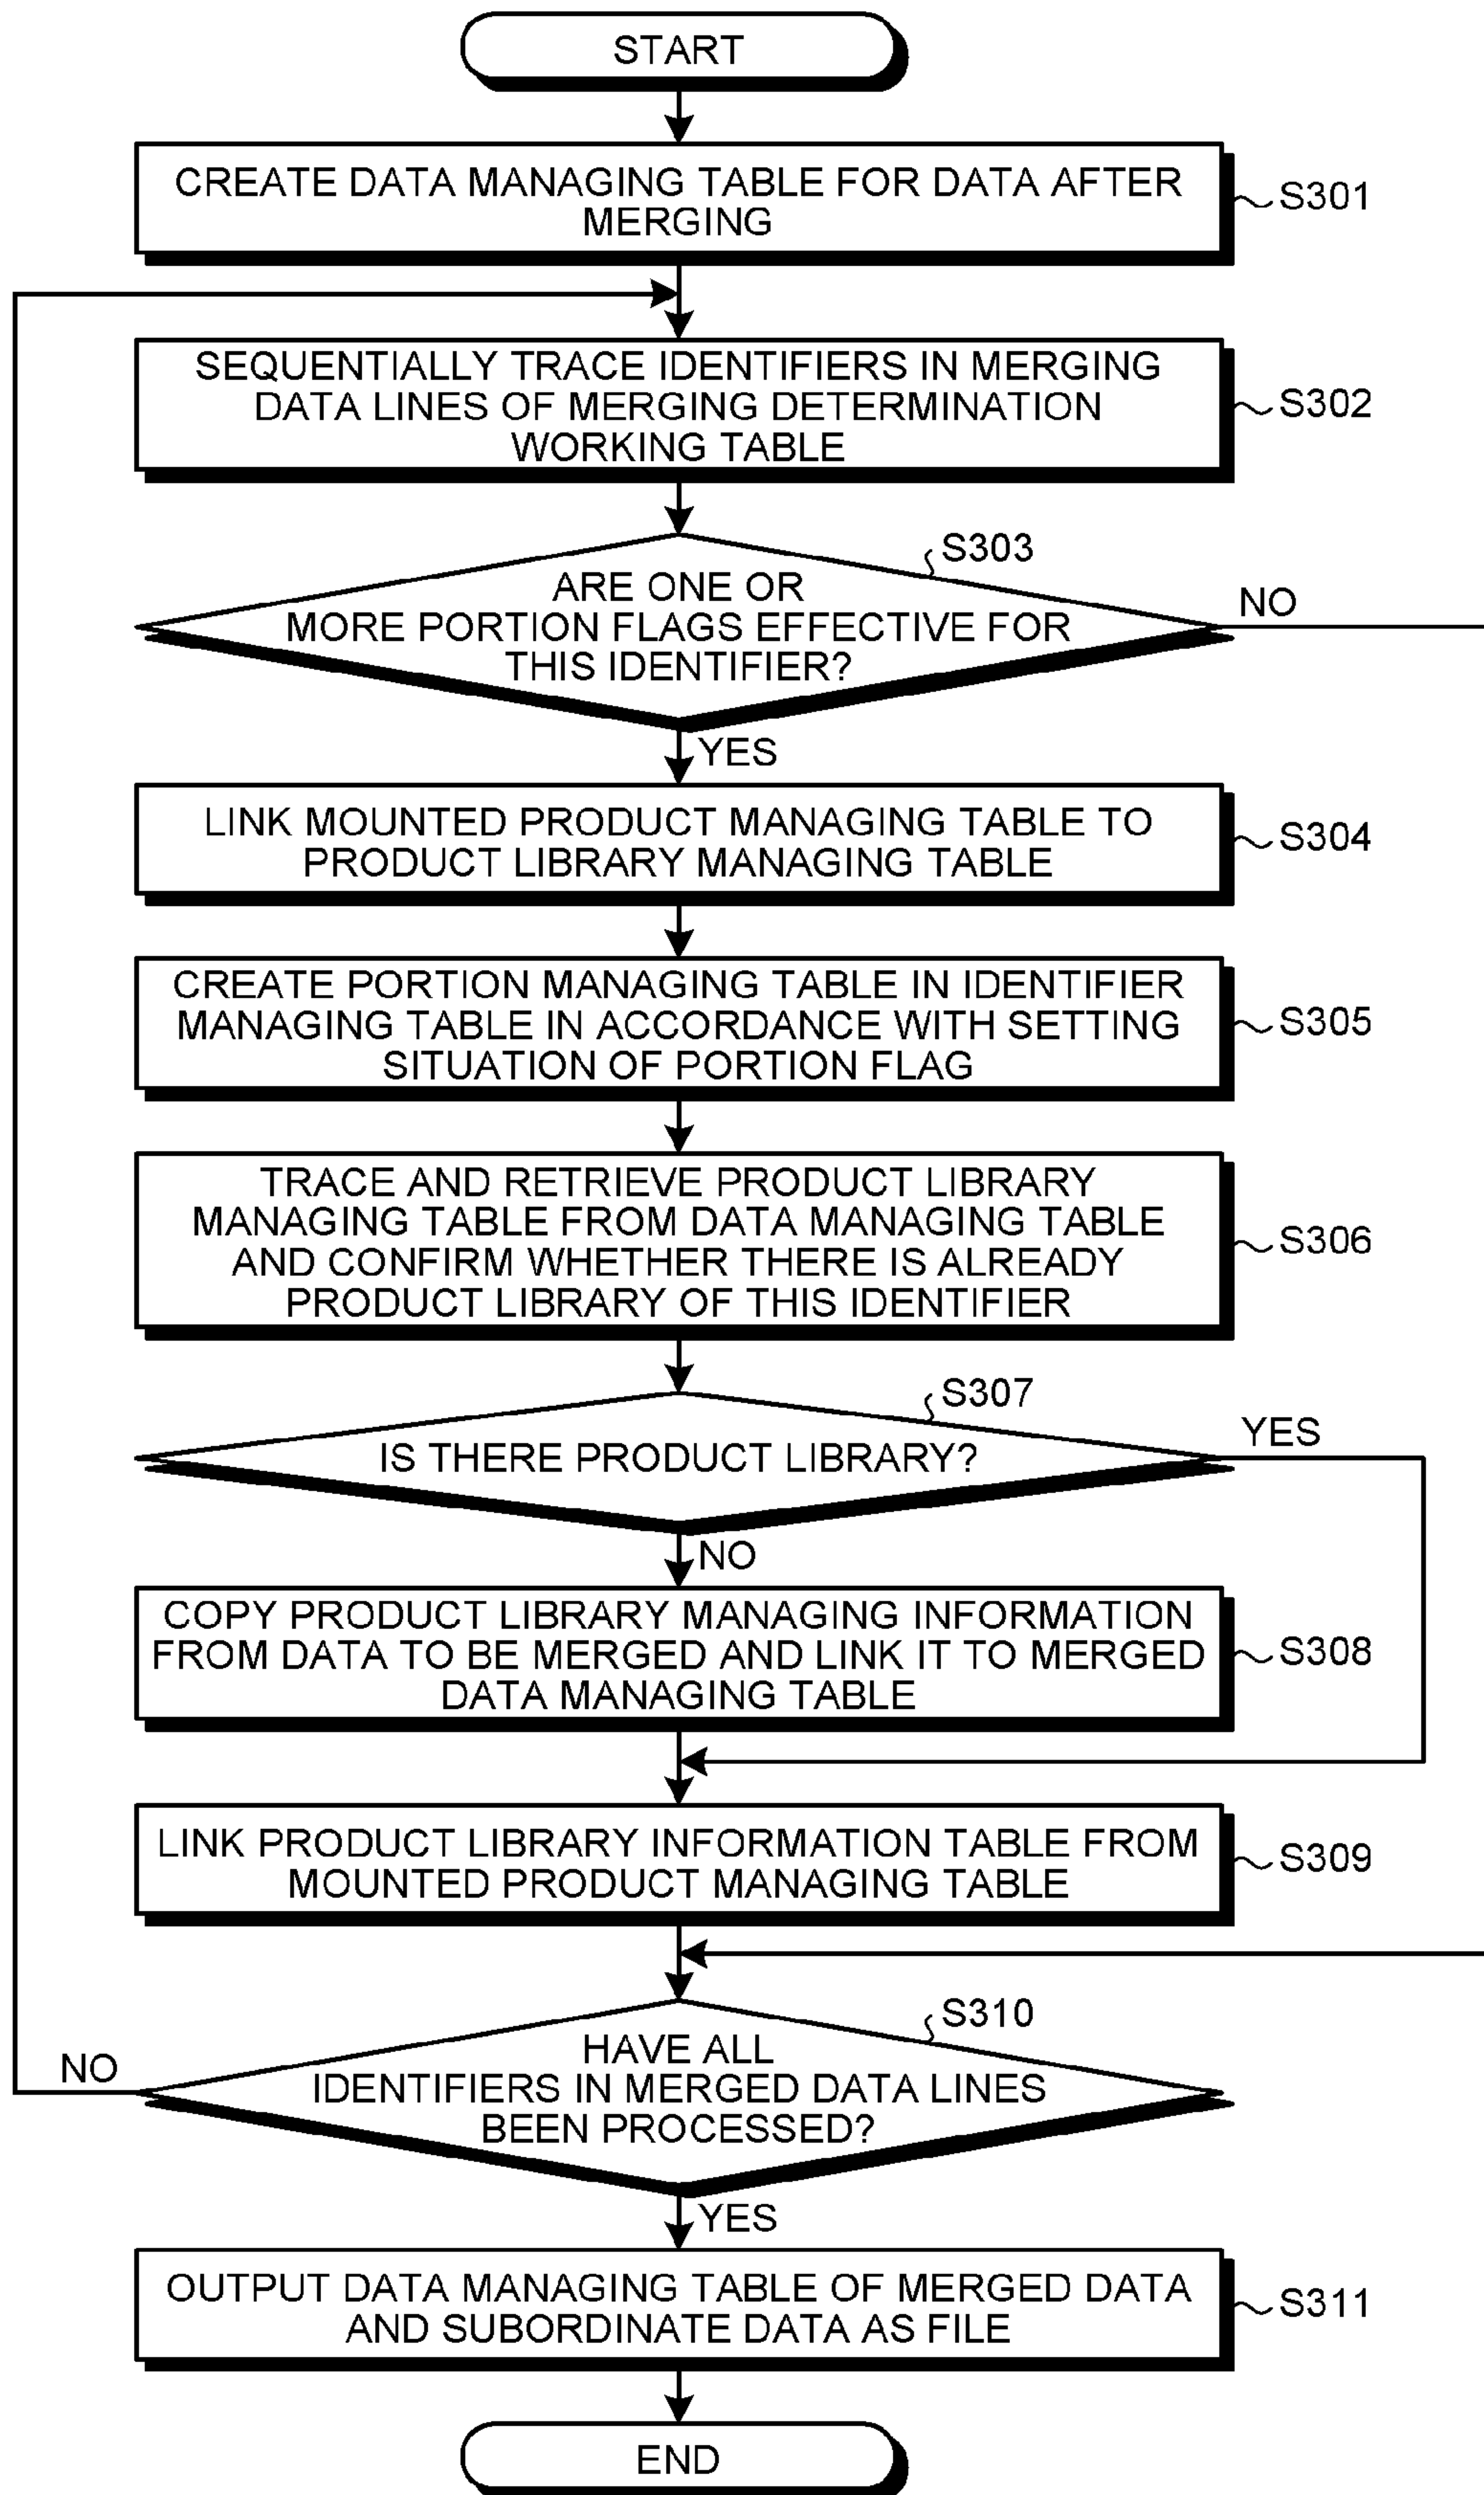 START
CREATE DATA MANAGING TABLE FOR DATA AFTER
MERGING
S301
SEQUENTIALLY TRACE IDENTIFIERS IN MERGING
DATA LINES OF MERGING DETERMINATION
WORKING TABLE
S302
S303
ARE ONE OR
MORE PORTION FLAGS EFFECTIVE FOR
THIS IDENTIFIER?
NO
YES
LINK MOUNTED PRODUCT MANAGING TABLE TO
PRODUCT LIBRARY MANAGING TABLE
S304
CREATE PORTION MANAGING TABLE IN IDENTIFIER
MANAGING TABLE IN ACCORDANCE WITH SETTING
SITUATION OF PORTION FLAG
S305
TRACE AND RETRIEVE PRODUCT LIBRARY
MANAGING TABLE FROM DATA MANAGING TABLE
AND CONFIRM WHETHER THERE IS ALREADY
PRODUCT LIBRARY OF THIS IDENTIFIER
S306
S307
IS THERE PRODUCT LIBRARY?
YES
NO
COPY PRODUCT LIBRARY MANAGING INFORMATION
FROM DATA TO BE MERGED AND LINK IT TO MERGED
DATA MANAGING TABLE
S308
LINK PRODUCT LIBRARY INFORMATION TABLE FROM
MOUNTED PRODUCT MANAGING TABLE
S309
S310
HAVE ALL
IDENTIFIERS IN MERGED DATA LINES
BEEN PROCESSED?
NO
YES
OUTPUT DATA MANAGING TABLE OF MERGED DATA
AND SUBORDINATE DATA AS FILE
S311
END